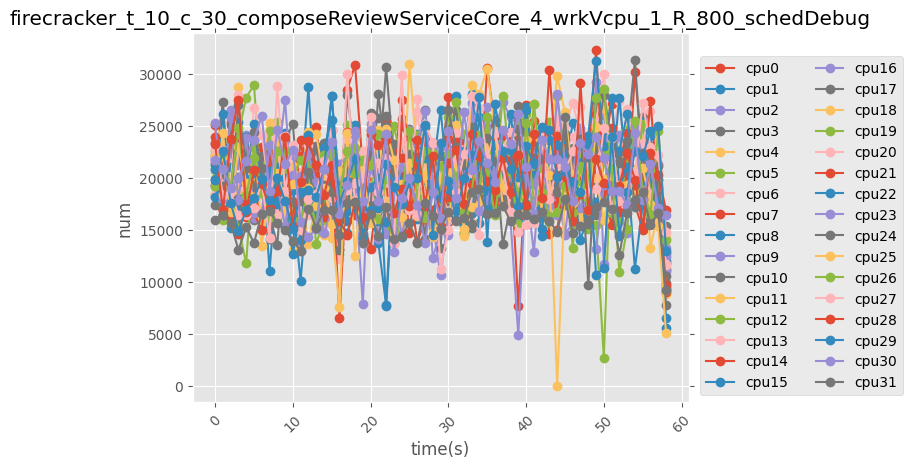 firecracker_t_10_c_30_composeReviewServiceCore_4_wrkVcpu_1_R_800_schedDebug
num
30000
25000
20000
15000
10000
5000
0
0
10
20
30
40
50
60
time(s)
cpu0
cpu1
cpu2
cpu3
cpu4
cpu5
cpu6
cpu7
cpu8
cpu9
cpu10
cpu11
cpu12
cpu13
cpu14
cpu15
cpu16
cpu17
cpu18
cpu19
cpu20
cpu21
cpu22
cpu23
cpu24
cpu25
cpu26
cpu27
cpu28
cpu29
cpu30
cpu31